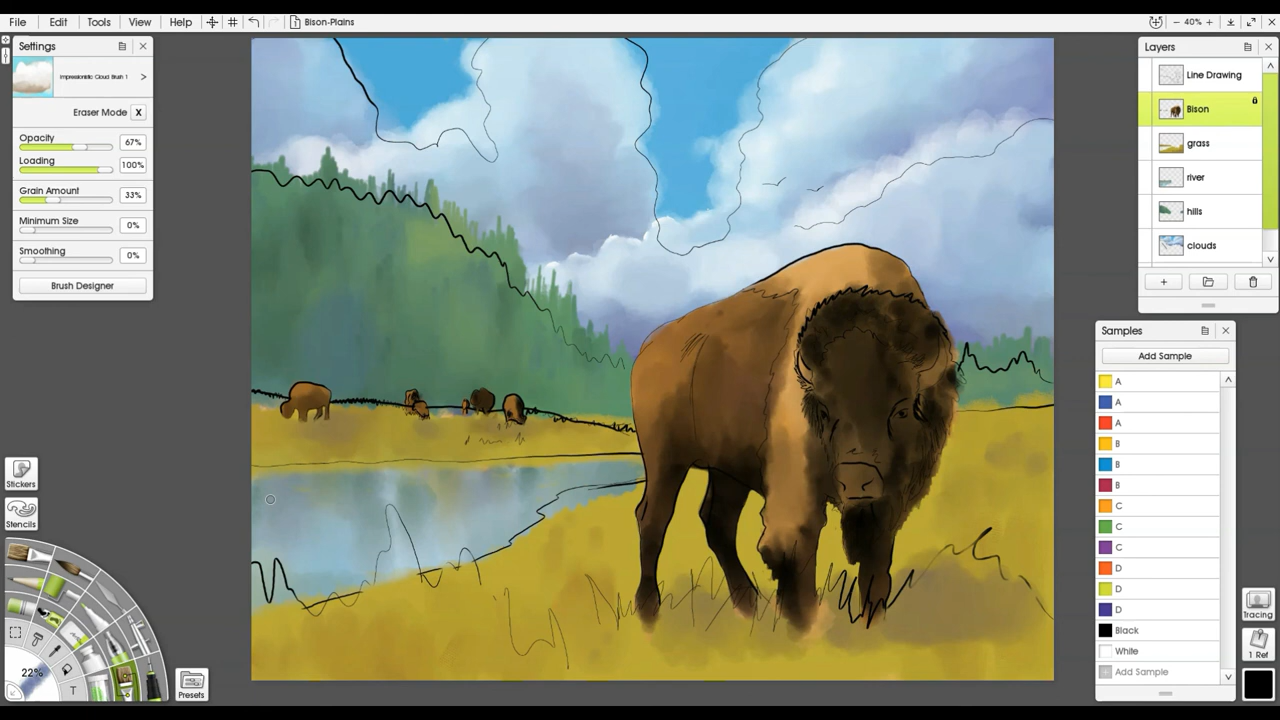 File Edit Tools View Help Bison-Plains − 40% +
Settings
Impressionistic Cloud Brush 1 >
Eraser Mode X
Opacity 67%
Loading 100%
Grain Amount 33%
Minimum Size 0%
Smoothing 0%
Brush Designer
Layers
Line Drawing
Bison
grass
river
hills
clouds
Samples
Add Sample
A
A
A
B
B
B
C
C
C
D
D
D
Black
White
Add Sample
Stickers
Stencils
22%
T
Presets
Tracing
1 Ref